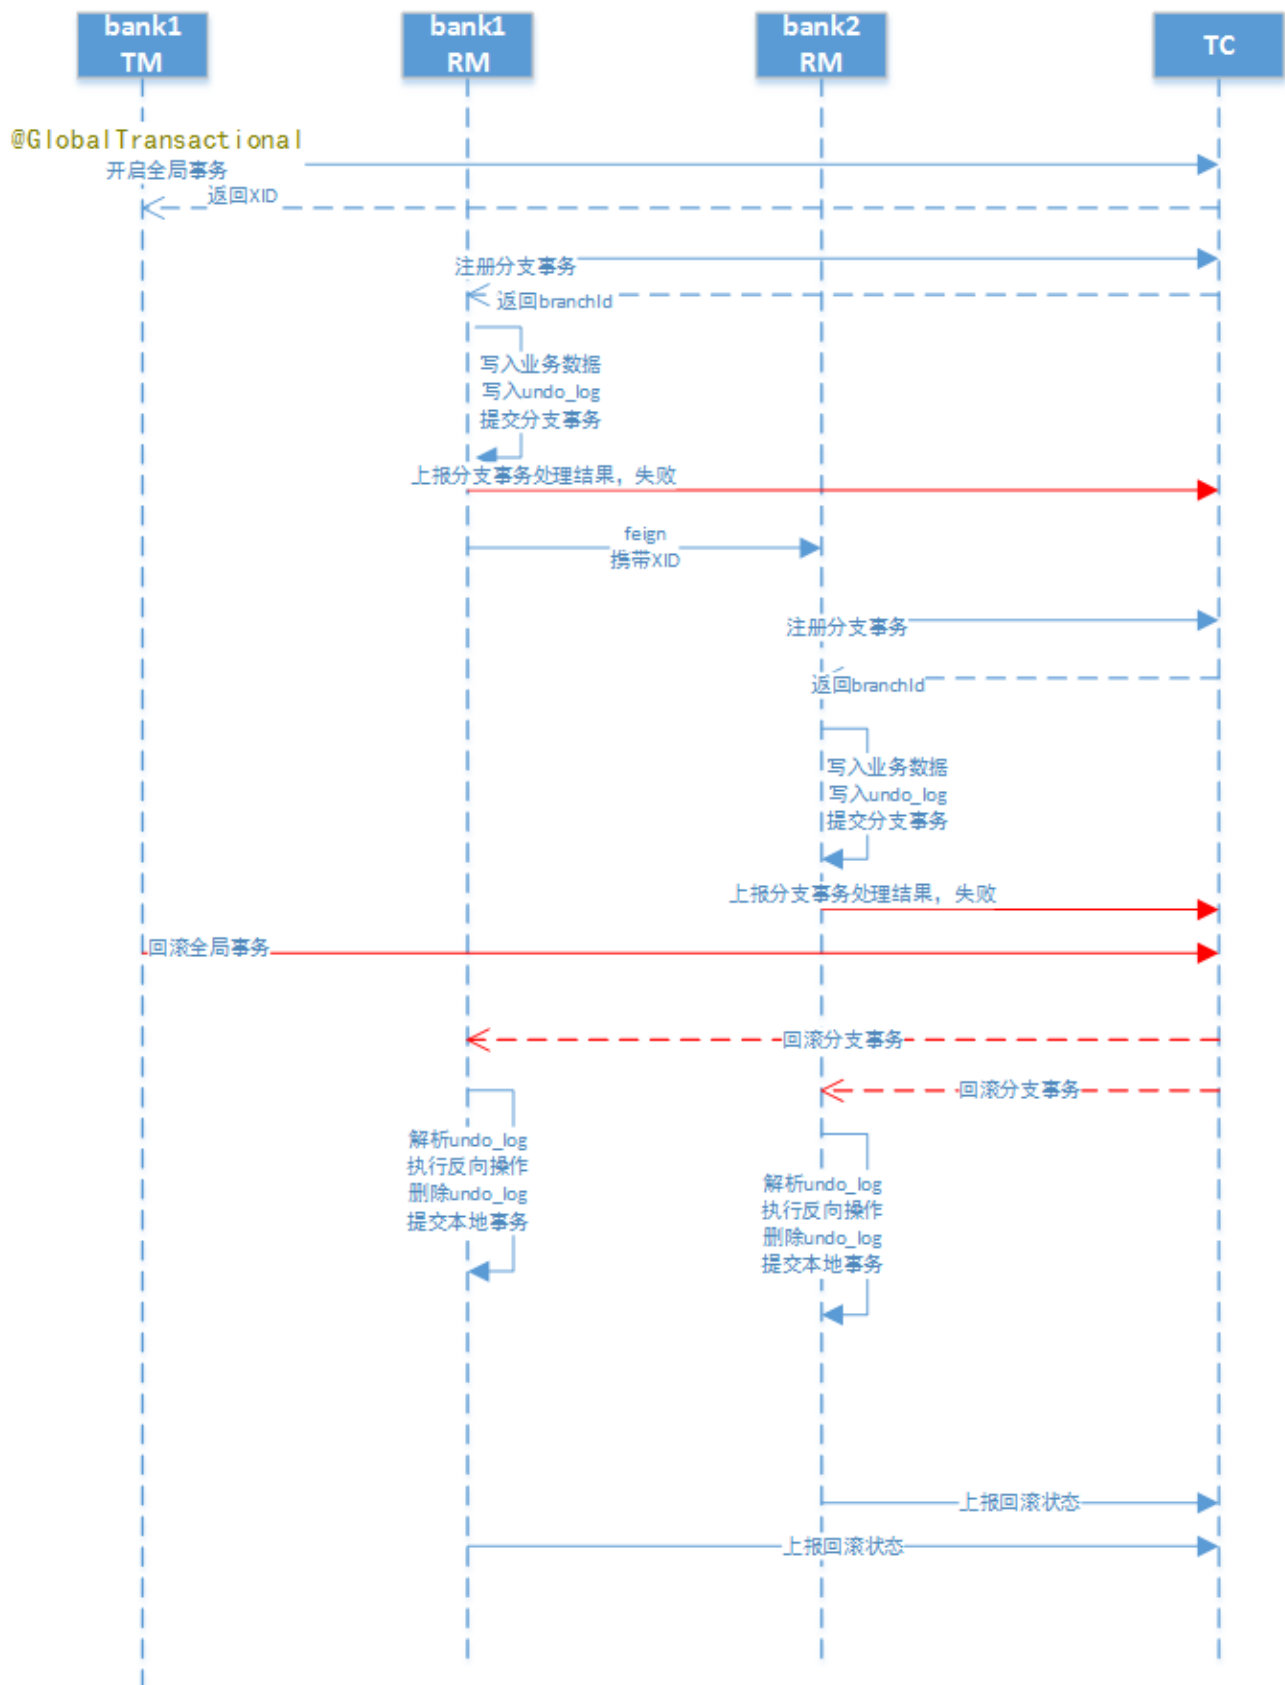 bank1
TM
bank1
RM
bank2
RM
TC
@GlobalTransactional
开启全局事务
返回XID
注册分支事务
返回branchId
写入业务数据
写入undo_log
提交分支事务
上报分支事务处理结果，失败
feign
携带XID
注册分支事务
返回branchId
写入业务数据
写入undo_log
提交分支事务
上报分支事务处理结果，失败
回滚全局事务
回滚分支事务
回滚分支事务
解析undo_log
执行反向操作
删除undo_log
提交本地事务
解析undo_log
执行反向操作
删除undo_log
提交本地事务
上报回滚状态
上报回滚状态